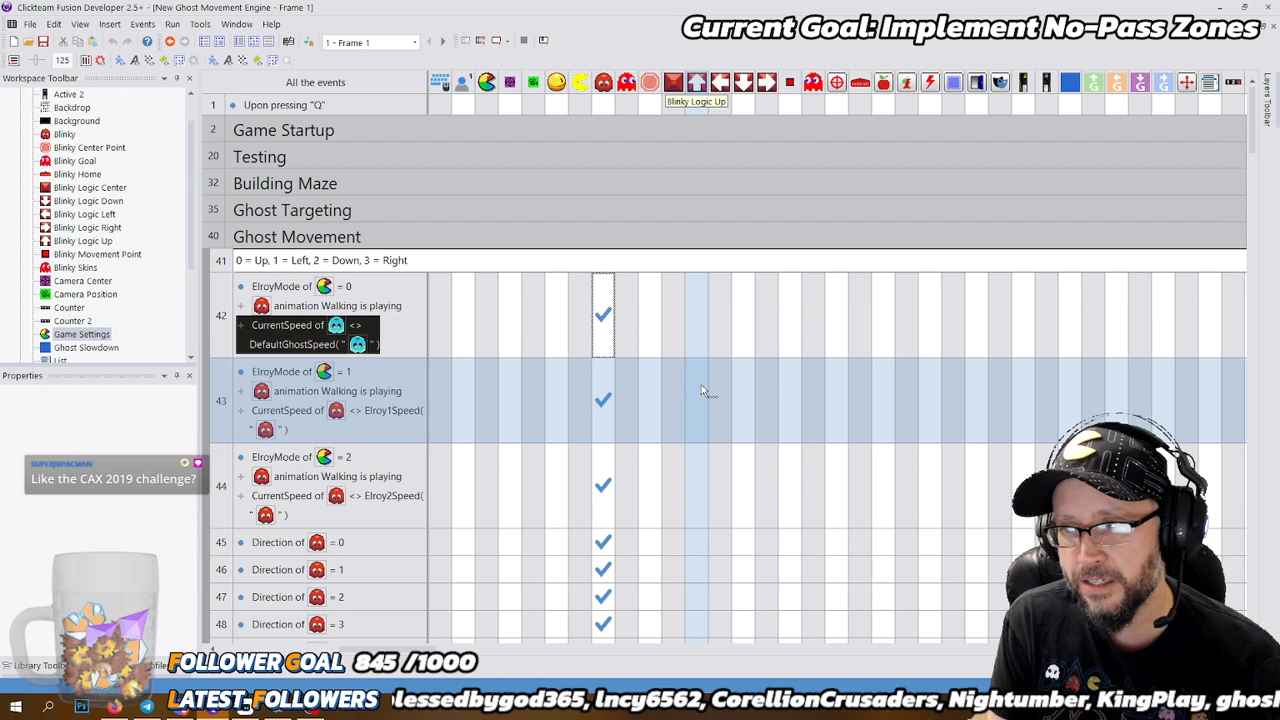 Clickteam Fusion Developer 2.5+ - [New Ghost Movement Engine - Frame 1]
Current Goal: Implement No-Pass Zones
File Edit View Insert Events Run Tools Window Help
1 - Frame 1
125
Workspace Toolbar
Active 2
Backdrop
Background
Blinky
Blinky Center Point
Blinky Goal
Blinky Home
Blinky Logic Center
Blinky Logic Down
Blinky Logic Left
Blinky Logic Right
Blinky Logic Up
Blinky Movement Point
Blinky Skins
Camera Center
Camera Position
Counter
Counter 2
Game Settings
Ghost Slowdown
List
Properties
All the events
Blinky Logic Up
Layers Toolbar
1 Upon pressing "Q"
2 Game Startup
20 Testing
32 Building Maze
35 Ghost Targeting
40 Ghost Movement
41 0 = Up, 1 = Left, 2 = Down, 3 = Right
42
ElroyMode of = 0
+ animation Walking is playing
+ CurrentSpeed of <>
DefaultGhostSpeed(" ")
43
ElroyMode of = 1
+ animation Walking is playing
+ CurrentSpeed of <> Elroy1Speed(
" ")
44
ElroyMode of = 2
+ animation Walking is playing
+ CurrentSpeed of <> Elroy2Speed(
" ")
45 Direction of = 0
46 Direction of = 1
47 Direction of = 2
48 Direction of = 3
SUPERJRPACMAN
Like the CAX 2019 challenge?
Library Toolb
Follower Goal 845 /1000
Latest Followers lessedbygod365, lncy6562, CorellionCrusaders, Nightumber, KingPlay, ghos